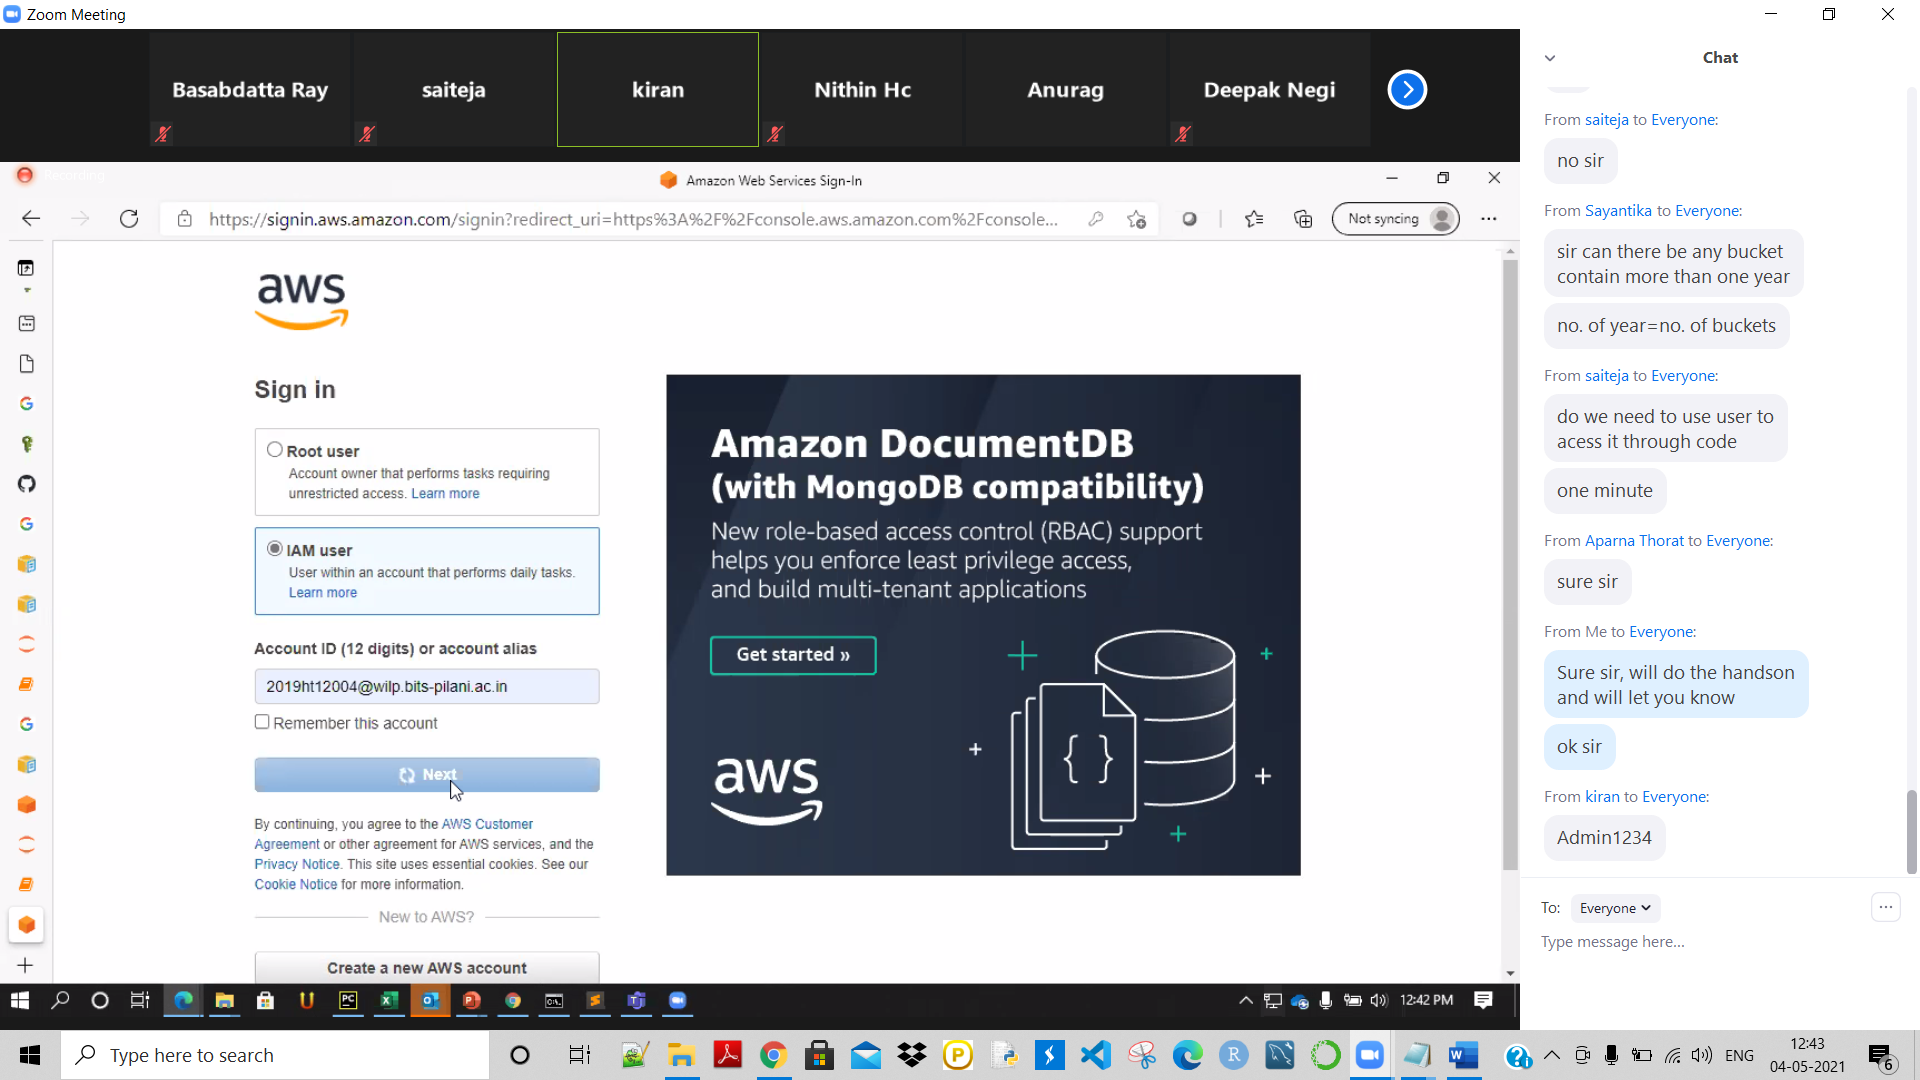 Zoom Meeting
Basabdatta Ray
saiteja
kiran
Nithin Hc
Anurag
Deepak Negi
Recording
Amazon Web Services Sign-In
https://signin.aws.amazon.com/signin?redirect_uri=https%3A%2F%2Fconsole.aws.amazon.com%2Fconsole...
Not syncing
aws
Sign in
Root user
Account owner that performs tasks requiring
unrestricted access. Learn more
IAM user
User within an account that performs daily tasks.
Learn more
Account ID (12 digits) or account alias
2019ht12004@wilp.bits-pilani.ac.in
Remember this account
Next
By continuing, you agree to the AWS Customer
Agreement or other agreement for AWS services, and the
Privacy Notice. This site uses essential cookies. See our
Cookie Notice for more information.
New to AWS?
Create a new AWS account
Amazon DocumentDB
(with MongoDB compatibility)
New role-based access control (RBAC) support
helps you enforce least privilege access,
and build multi-tenant applications
Get started »
aws
{ }
12:42 PM
Chat
From saiteja to Everyone:
no sir
From Sayantika to Everyone:
sir can there be any bucket
contain more than one year
no. of year=no. of buckets
From saiteja to Everyone:
do we need to use user to
acess it through code
one minute
From Aparna Thorat to Everyone:
sure sir
From Me to Everyone:
Sure sir, will do the handson
and will let you know
ok sir
From kiran to Everyone:
Admin1234
To: Everyone
Type message here...
Type here to search
ENG
12:43
04-05-2021
6